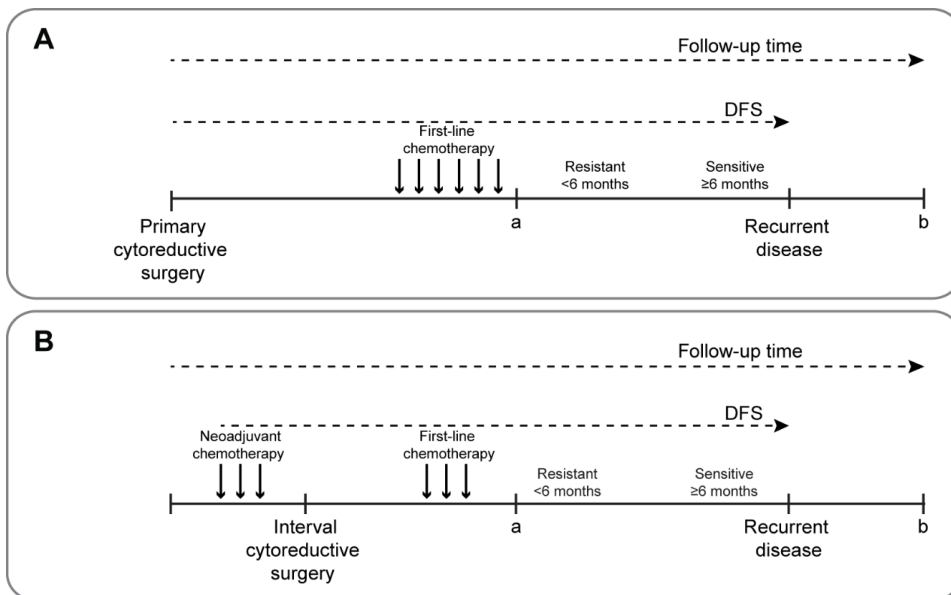 A
Follow-up time
DFS
First-line
chemotherapy
Resistant
<6 months
Sensitive
≥6 months
a
b
Primary
cytoreductive
surgery
Recurrent
disease
B
Follow-up time
DFS
Neoadjuvant
chemotherapy
First-line
chemotherapy
Resistant
<6 months
Sensitive
≥6 months
Interval
cytoreductive
surgery
a
Recurrent
disease
b